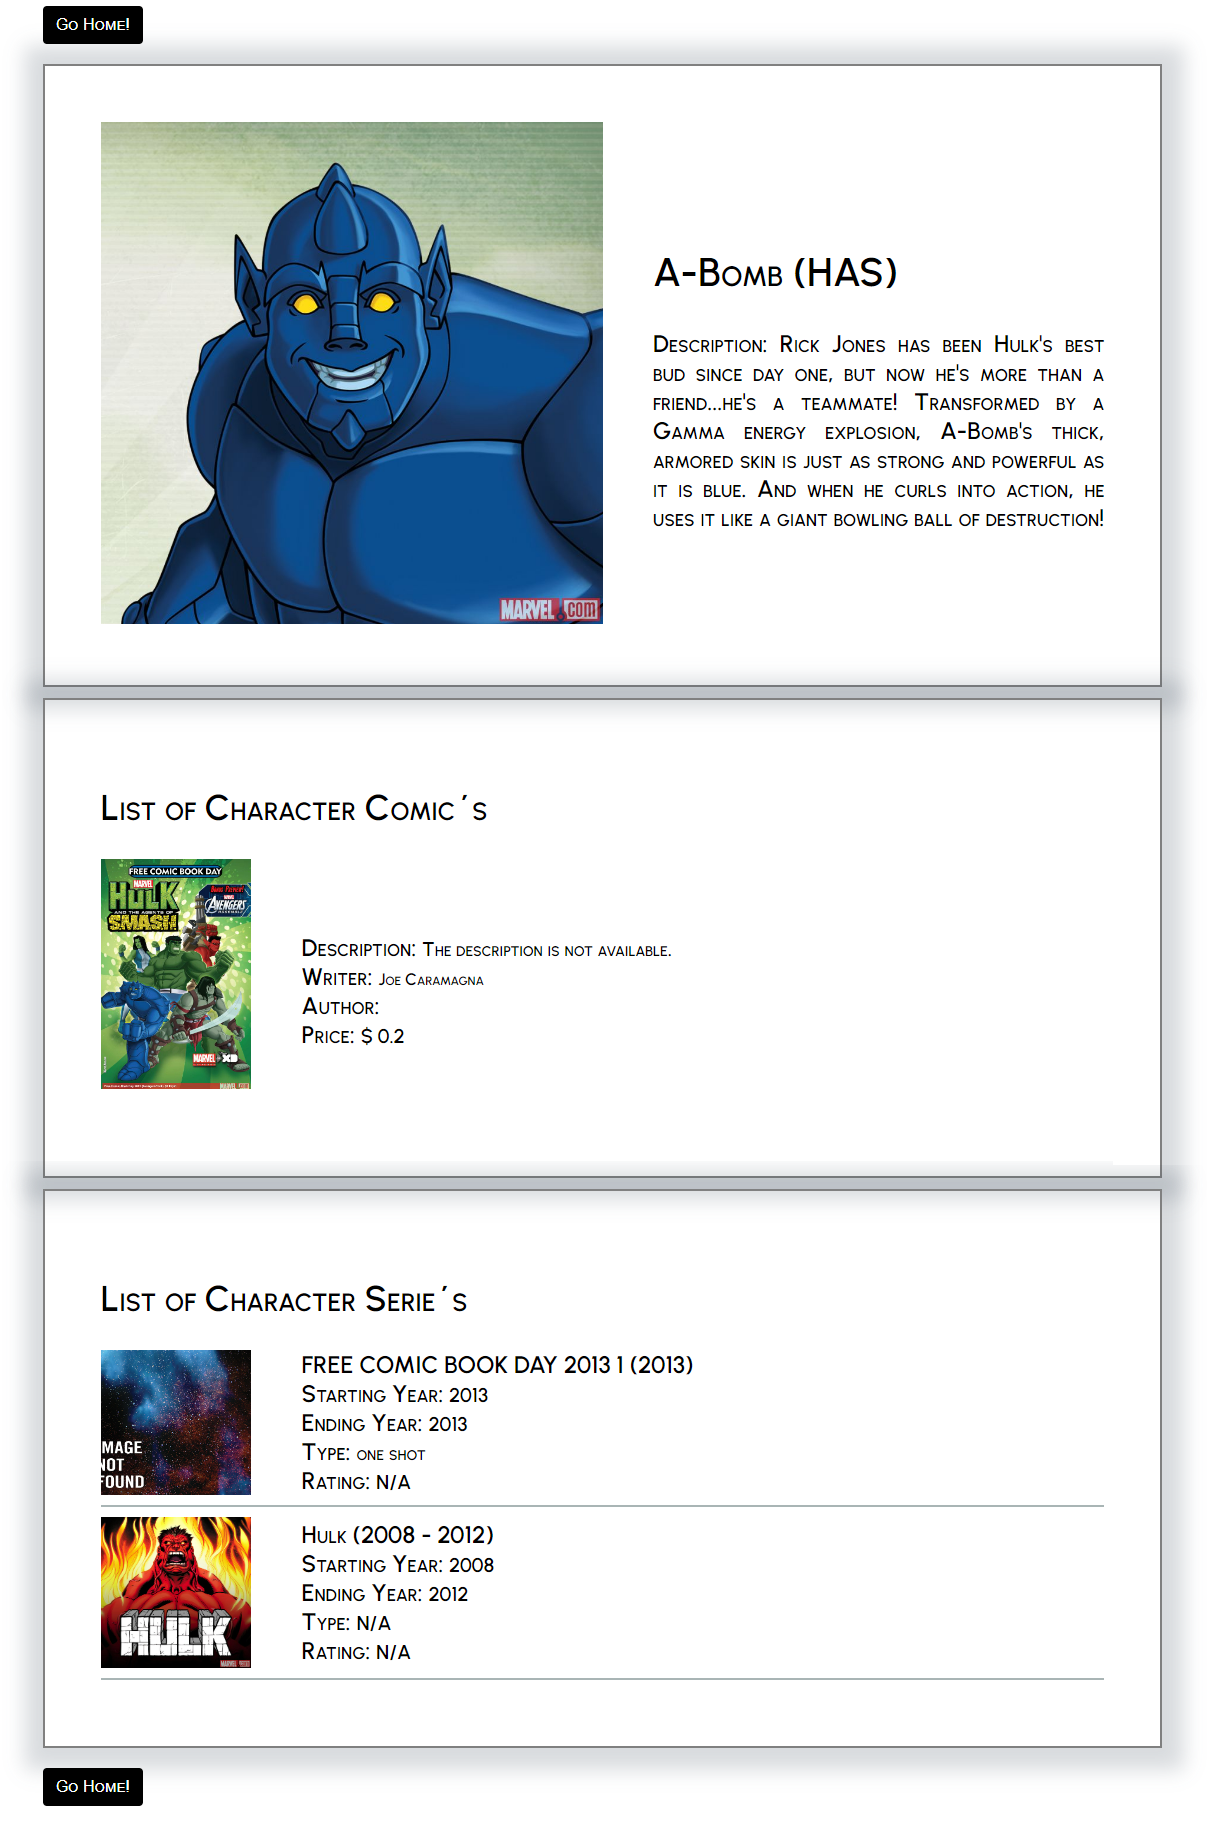 Go Home!
A-Bomb (HAS)
Description: Rick Jones has been Hulk's best
bud since day one, but now he's more than a
friend...he's a teammate! Transformed by a
Gamma energy explosion, A-Bomb's thick,
armored skin is just as strong and powerful as
it is blue. And when he curls into action, he
uses it like a giant bowling ball of destruction!
MARVEL.com
List of Character Comic´s
FREE COMIC BOOK DAY
MARVEL
HULK
AND THE AGENTS OF
SMASH
AVENGERS
MARVEL XD
Description: The description is not available.
Writer: Joe Caramagna
Author:
Price: $ 0.2
List of Character Serie´s
MAGE
NOT
FOUND
FREE COMIC BOOK DAY 2013 1 (2013)
Starting Year: 2013
Ending Year: 2013
Type: one shot
Rating: N/A
HULK
Hulk (2008 - 2012)
Starting Year: 2008
Ending Year: 2012
Type: N/A
Rating: N/A
Go Home!